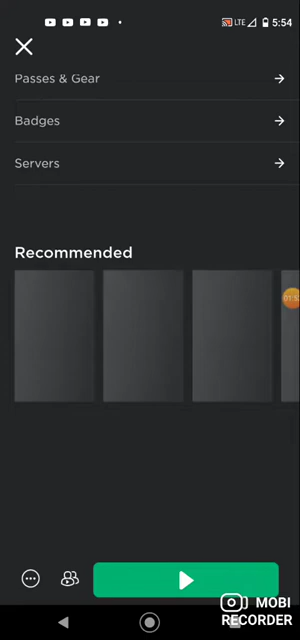 LTE 5:54
Passes & Gear
Badges
Servers
Recommended
MOBI
RECORDER